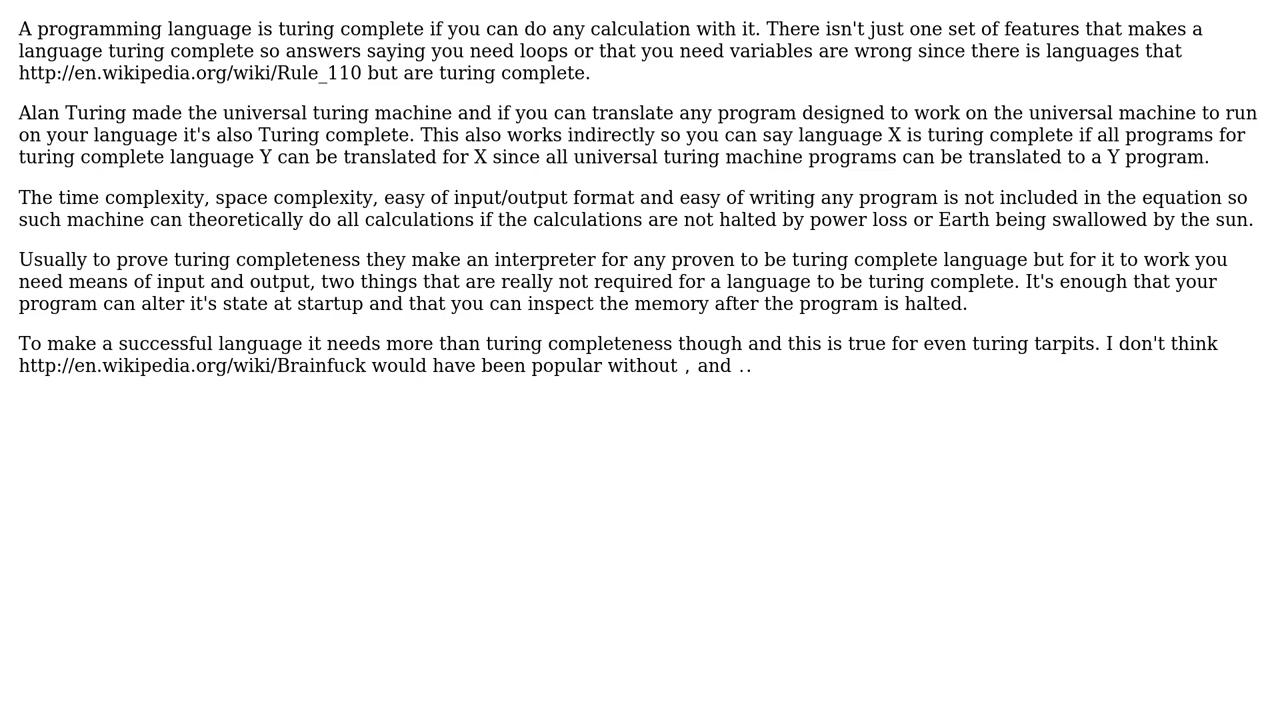 A programming language is turing complete if you can do any calculation with it. There isn't just one set of features that makes a
language turing complete so answers saying you need loops or that you need variables are wrong since there is languages that
http://en.wikipedia.org/wiki/Rule_110 but are turing complete.
Alan Turing made the universal turing machine and if you can translate any program designed to work on the universal machine to run
on your language it's also Turing complete. This also works indirectly so you can say language X is turing complete if all programs for
turing complete language Y can be translated for X since all universal turing machine programs can be translated to a Y program.
The time complexity, space complexity, easy of input/output format and easy of writing any program is not included in the equation so
such machine can theoretically do all calculations if the calculations are not halted by power loss or Earth being swallowed by the sun.
Usually to prove turing completeness they make an interpreter for any proven to be turing complete language but for it to work you
need means of input and output, two things that are really not required for a language to be turing complete. It's enough that your
program can alter it's state at startup and that you can inspect the memory after the program is halted.
To make a successful language it needs more than turing completeness though and this is true for even turing tarpits. I don't think
http://en.wikipedia.org/wiki/Brainfuck would have been popular without , and ..